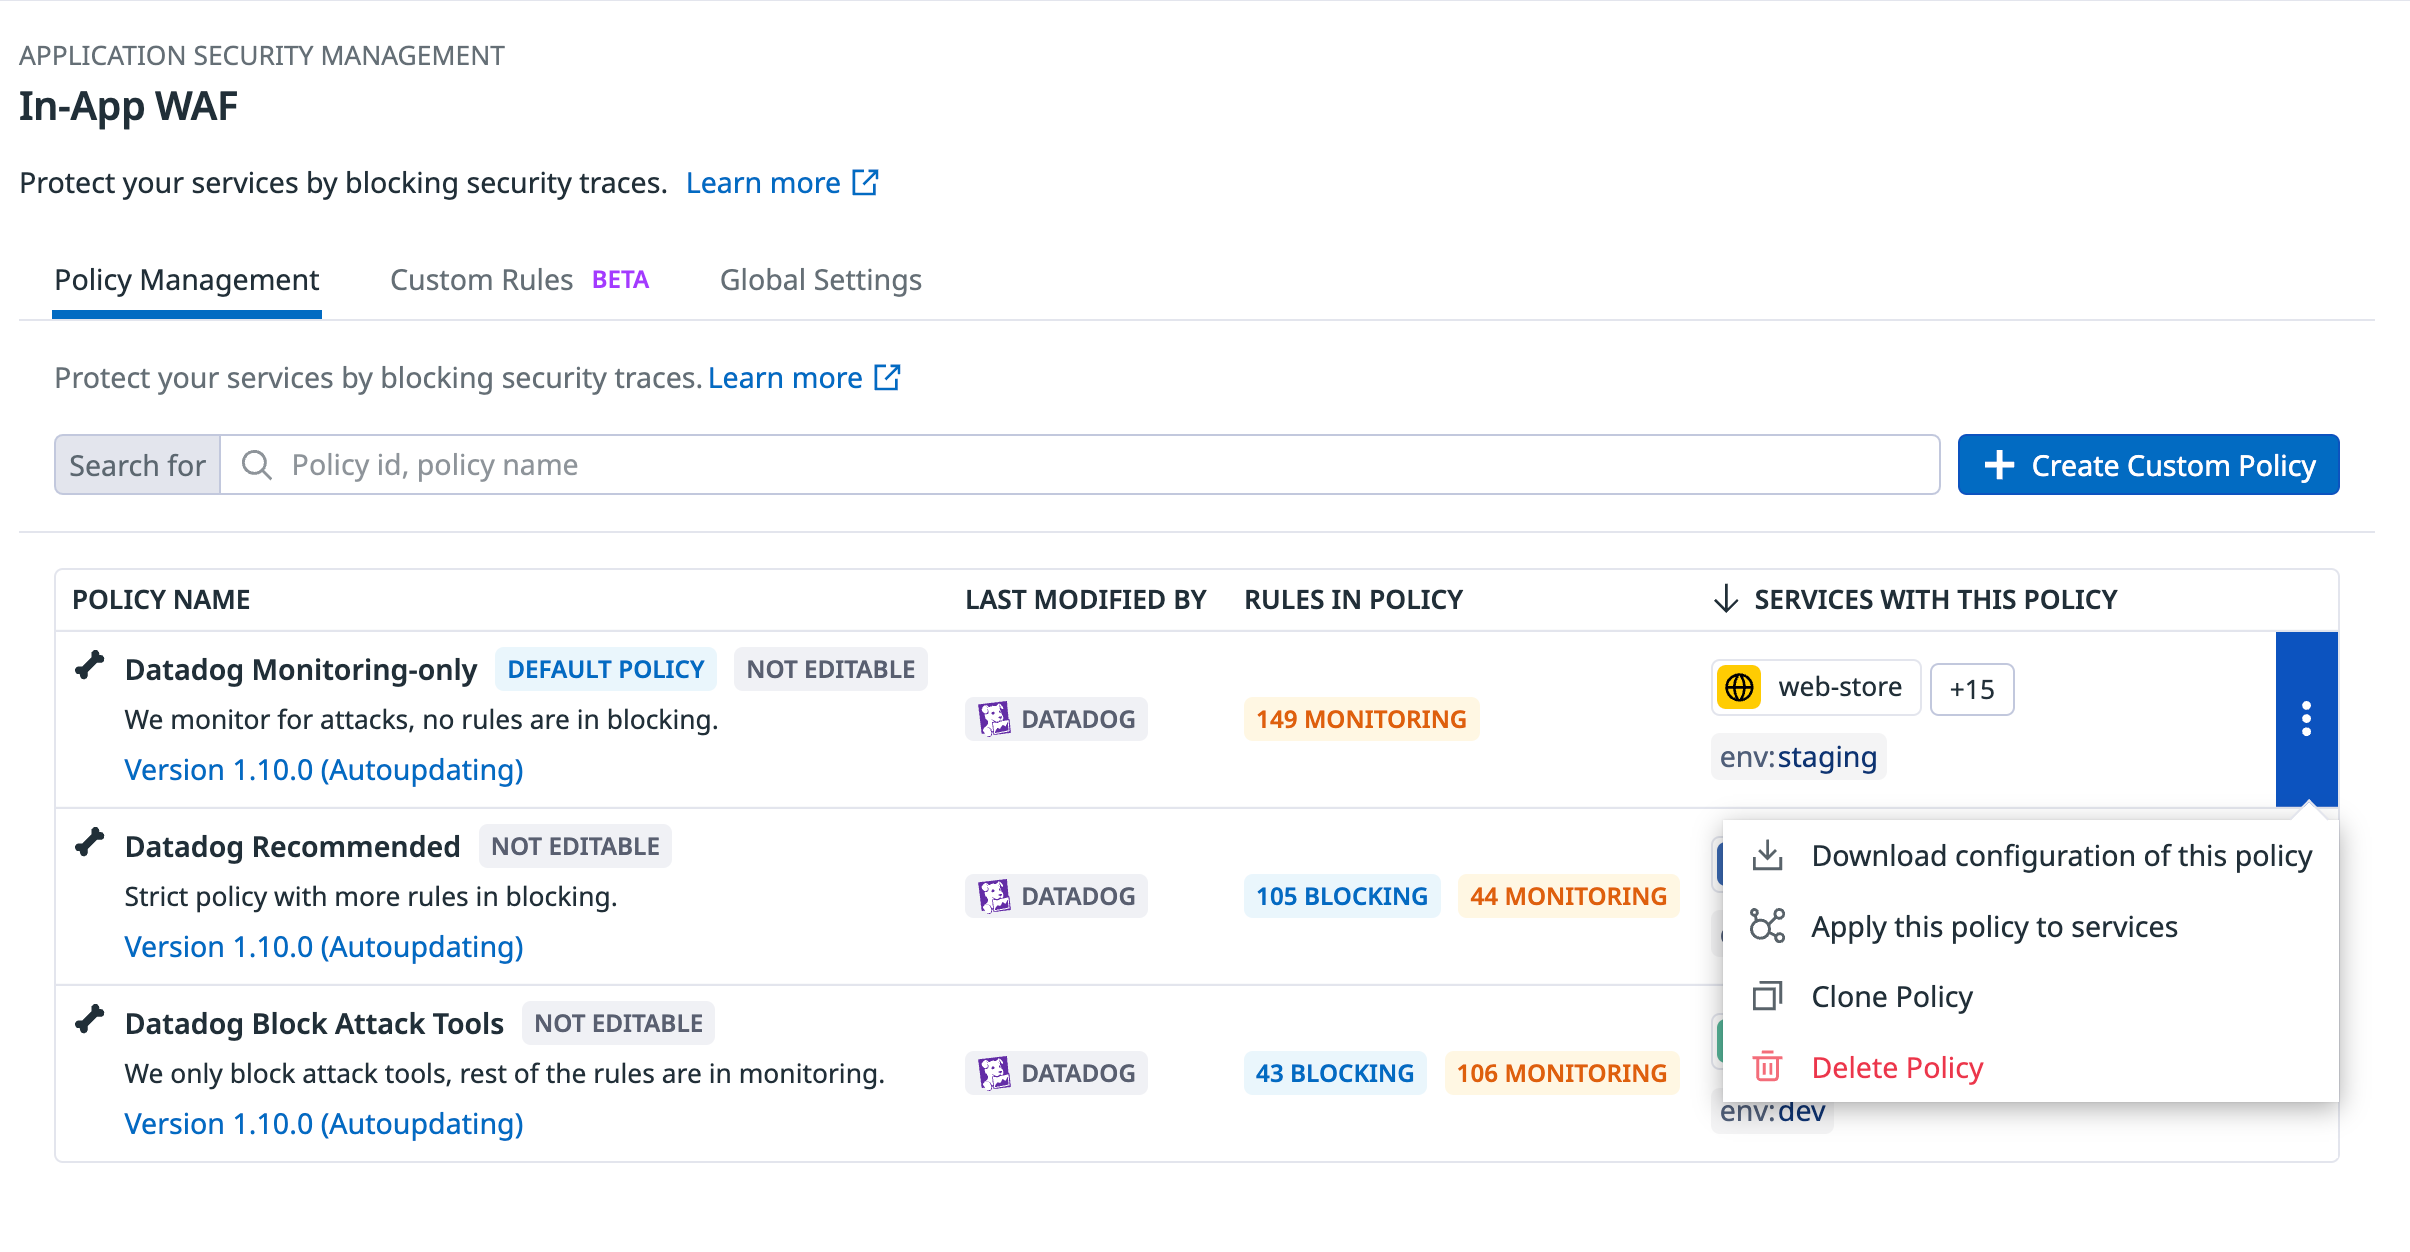 APPLICATION SECURITY MANAGEMENT
In-App WAF
Protect your services by blocking security traces. Learn more
Policy Management Custom Rules BETA Global Settings
Protect your services by blocking security traces. Learn more
Search for Policy id, policy name Create Custom Policy
POLICY NAME LAST MODIFIED BY RULES IN POLICY SERVICES WITH THIS POLICY
Datadog Monitoring-only DEFAULT POLICY NOT EDITABLE
We monitor for attacks, no rules are in blocking.
Version 1.10.0 (Autoupdating)
DATADOG
149 MONITORING
web-store +15
env:staging
Datadog Recommended NOT EDITABLE
Strict policy with more rules in blocking.
Version 1.10.0 (Autoupdating)
DATADOG
105 BLOCKING 44 MONITORING
Datadog Block Attack Tools NOT EDITABLE
We only block attack tools, rest of the rules are in monitoring.
Version 1.10.0 (Autoupdating)
DATADOG
43 BLOCKING 106 MONITORING
env:dev
Download configuration of this policy
Apply this policy to services
Clone Policy
Delete Policy